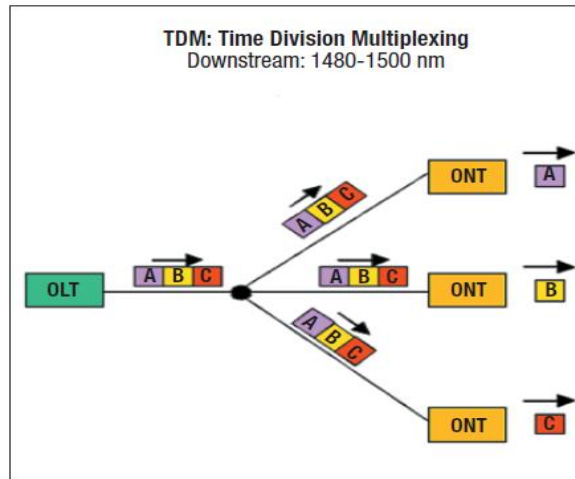 TDM: Time Division Multiplexing
Downstream: 1480-1500 nm
ONT
A
A B C
A B C
OLT
A B C
ONT
B
A B C
ONT
C